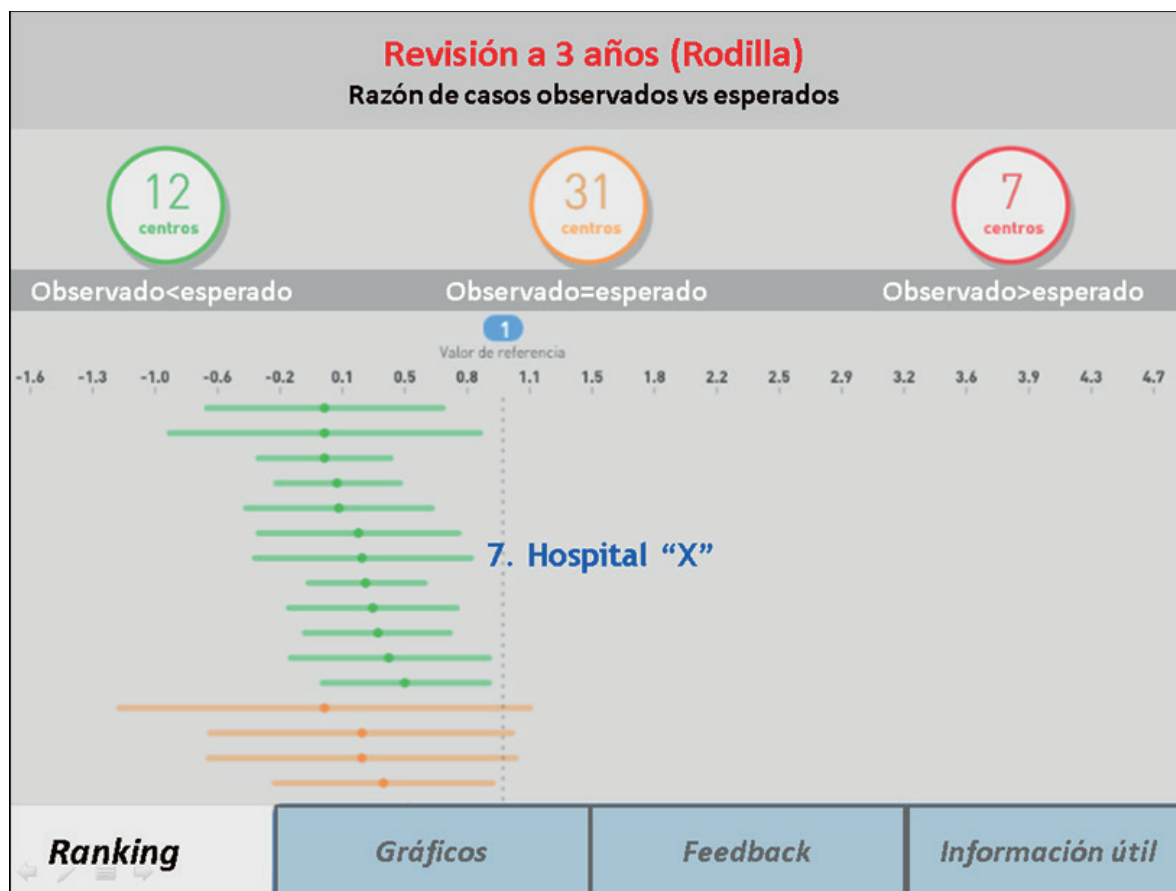 Revisión a 3 años (Rodilla)
Razón de casos observados vs esperados
12 31 7
centros centros centros
Observado<esperado Observado=esperado Observado>esperado
1
Valor de referencia
-1.6 -1.3 -1.0 -0.6 -0.2 0.1 0.5 0.8 1.1 1.5 1.8 2.2 2.5 2.9 3.2 3.6 3.9 4.3 4.7
7. Hospital “X”
Ranking Gráficos Feedback Información útil